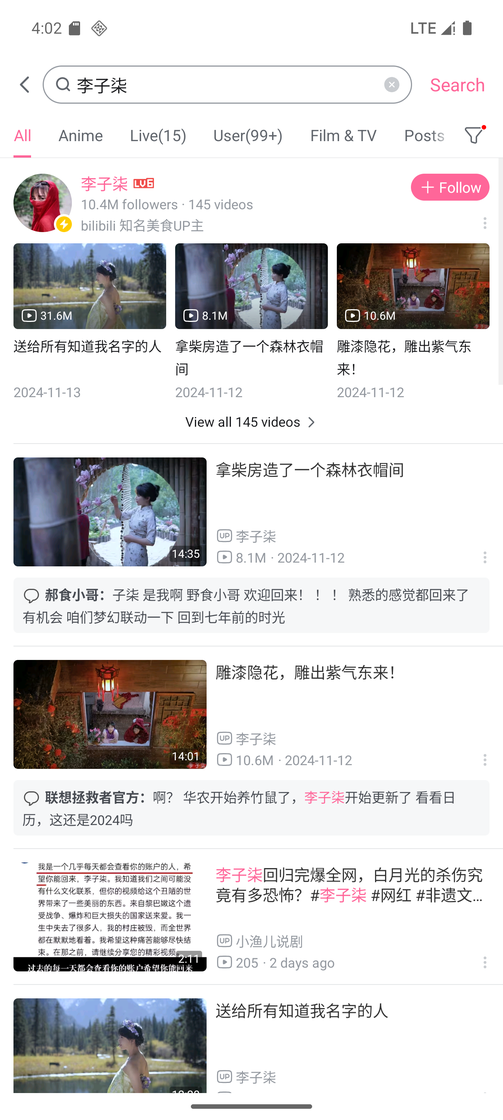 4:02
LTE
李子柒
Search
All Anime Live(15) User(99+) Film & TV Posts
李子柒 LV6
10.4M followers · 145 videos
bilibili 知名美食UP主
Follow
31.6M
8.1M
10.6M
送给所有知道我名字的人
2024-11-13
拿柴房造了一个森林衣帽
间
2024-11-12
雕漆隐花，雕出紫气东
来！
2024-11-12
View all 145 videos
14:35
拿柴房造了一个森林衣帽间
UP 李子柒
8.1M · 2024-11-12
郝食小哥：子柒 是我啊 野食小哥 欢迎回来！！！ 熟悉的感觉都回来了
有机会 咱们梦幻联动一下 回到七年前的时光
14:01
雕漆隐花，雕出紫气东来！
UP 李子柒
10.6M · 2024-11-12
联想拯救者官方：啊？ 华农开始养竹鼠了，李子柒开始更新了 看看日
历，这还是2024吗
我是一个几乎每天都会查看你的账户的人，希
望你能回来、李子柒。我知道我们之间可能没
有什么文化联系，但你的视频给这个丑陋的世
界带来了一些美丽的东西。来自黎巴嫩这个遭
受战争、爆炸和巨大损失的国家送来爱。我一
生中失去了很多人，我的村庄被毁，而全世界
都在默默地看着。我希望这种痛苦能够尽快结
束。在那之前，请继续分享您的精彩视频
2:11
过去的每一天都会查看你的账户希望你能回来
李子柒回归完爆全网，白月光的杀伤究
竟有多恐怖？#李子柒 #网红 #非遗文...
UP 小渔儿说剧
205 · 2 days ago
送给所有知道我名字的人
UP 李子柒